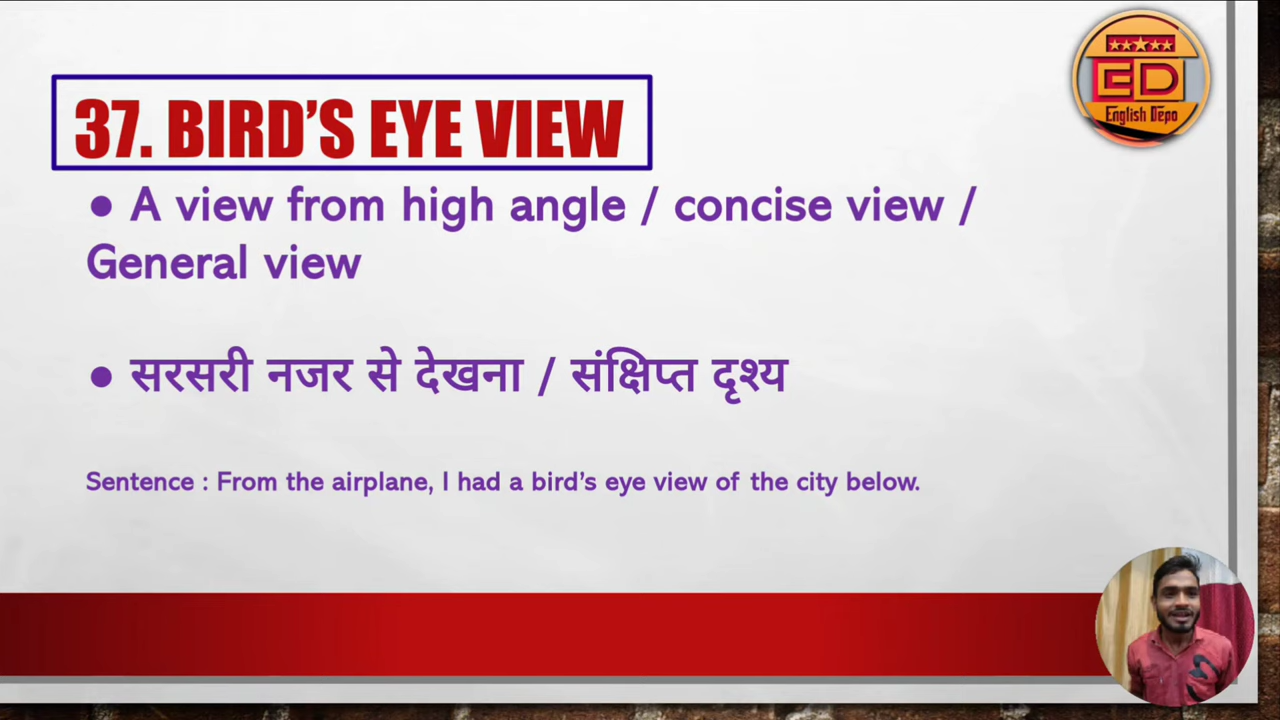 37. BIRD’S EYE VIEW
● A view from high angle / concise view /
General view
● सरसरी नजर से देखना / संक्षिप्त दृश्य
Sentence : From the airplane, I had a bird’s eye view of the city below.
ED
English Depo